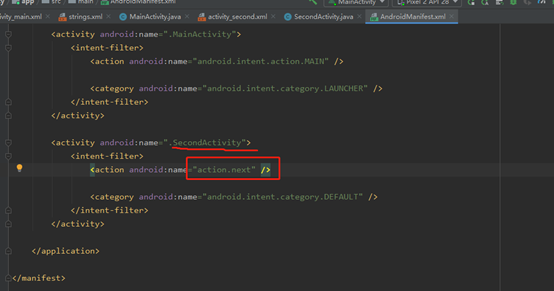 app › src › main › AndroidManifest.xml
MainActivity ▾ Pixel 2 API 28 ▾
activity_main.xml × strings.xml × MainActivity.java × activity_second.xml × SecondActivity.java × AndroidManifest.xml ×
<activity android:name=".MainActivity">
<intent-filter>
<action android:name="android.intent.action.MAIN" />
<category android:name="android.intent.category.LAUNCHER" />
</intent-filter>
</activity>
<activity android:name=".SecondActivity">
<intent-filter>
<action android:name="action.next" />
<category android:name="android.intent.category.DEFAULT" />
</intent-filter>
</activity>
</application>
</manifest>